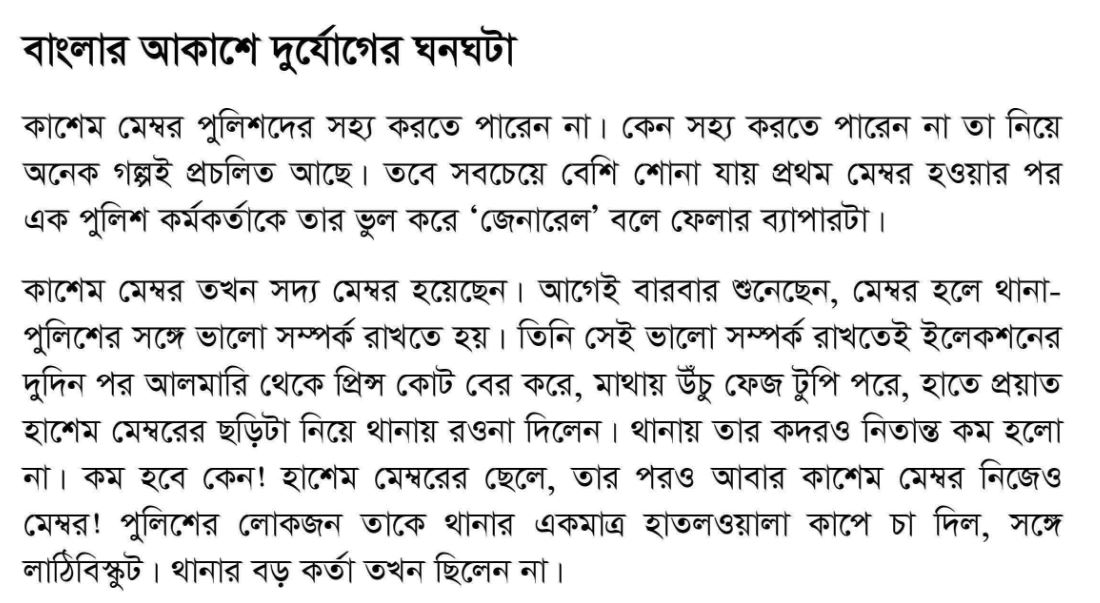 বাংলার আকাশে দুর্যোগের ঘনঘটা
কাশেম মেম্বর পুলিশদের সহ্য করতে পারেন না। কেন সহ্য করতে পারেন না তা নিয়ে
অনেক গল্পই প্রচলিত আছে। তবে সবচেয়ে বেশি শোনা যায় প্রথম মেম্বর হওয়ার পর
এক পুলিশ কর্মকর্তাকে তার ভুল করে ‘জেনারেল’ বলে ফেলার ব্যাপারটা।
কাশেম মেম্বর তখন সদ্য মেম্বর হয়েছেন। আগেই বারবার শুনেছেন, মেম্বর হলে থানা-
পুলিশের সঙ্গে ভালো সম্পর্ক রাখতে হয়। তিনি সেই ভালো সম্পর্ক রাখতেই ইলেকশনের
দুদিন পর আলমারি থেকে প্রিন্স কোট বের করে, মাথায় উঁচু ফেজ টুপি পরে, হাতে প্রয়াত
হাশেম মেম্বরের ছড়িটা নিয়ে থানায় রওনা দিলেন। থানায় তার কদরও নিতান্ত কম হলো
না। কম হবে কেন! হাশেম মেম্বরের ছেলে, তার পরও আবার কাশেম মেম্বর নিজেও
মেম্বর! পুলিশের লোকজন তাকে থানার একমাত্র হাতলওয়ালা কাপে চা দিল, সঙ্গে
লাঠিবিস্কুট। থানার বড় কর্তা তখন ছিলেন না।